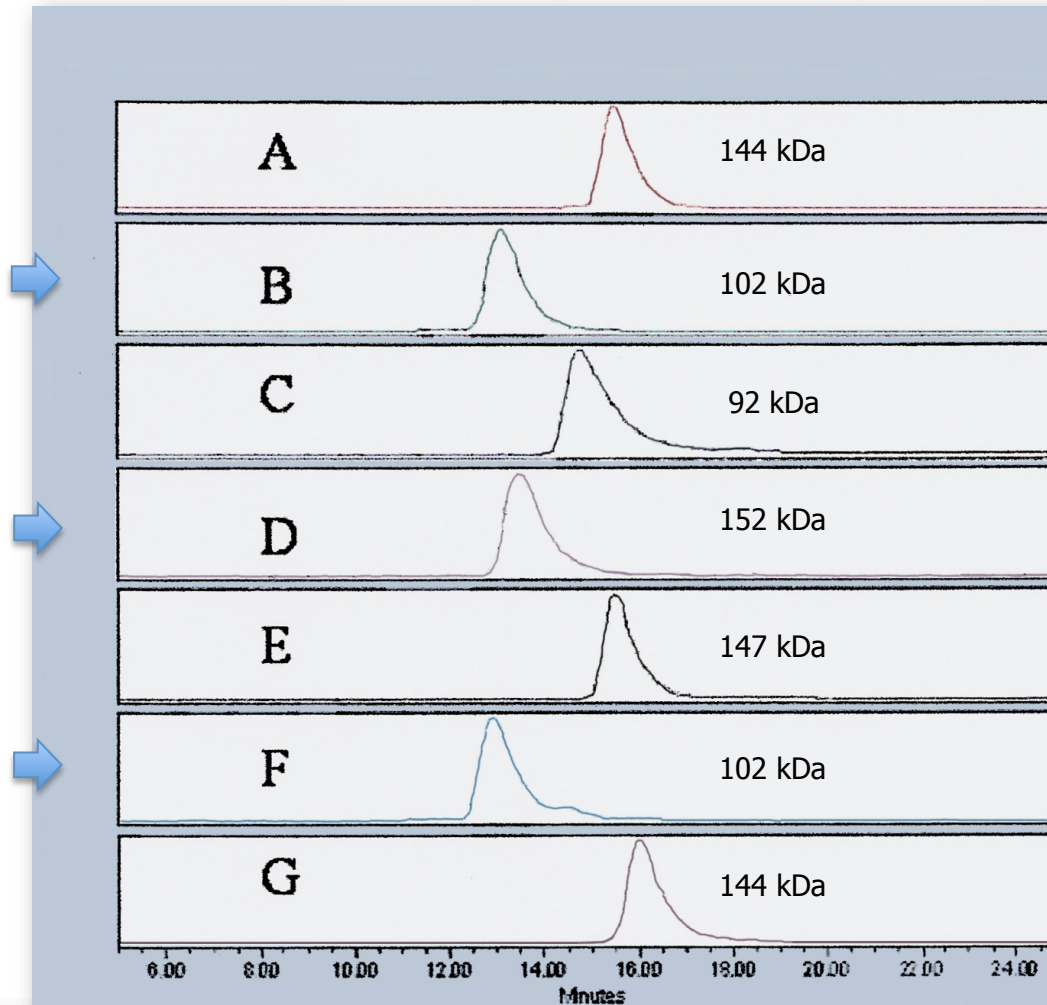 A
144 kDa
B
102 kDa
C
92 kDa
D
152 kDa
E
147 kDa
F
102 kDa
G
144 kDa
6.00 8.00 10.00 12.00 14.00 16.00 18.00 20.00 22.00 24.00
Minutes